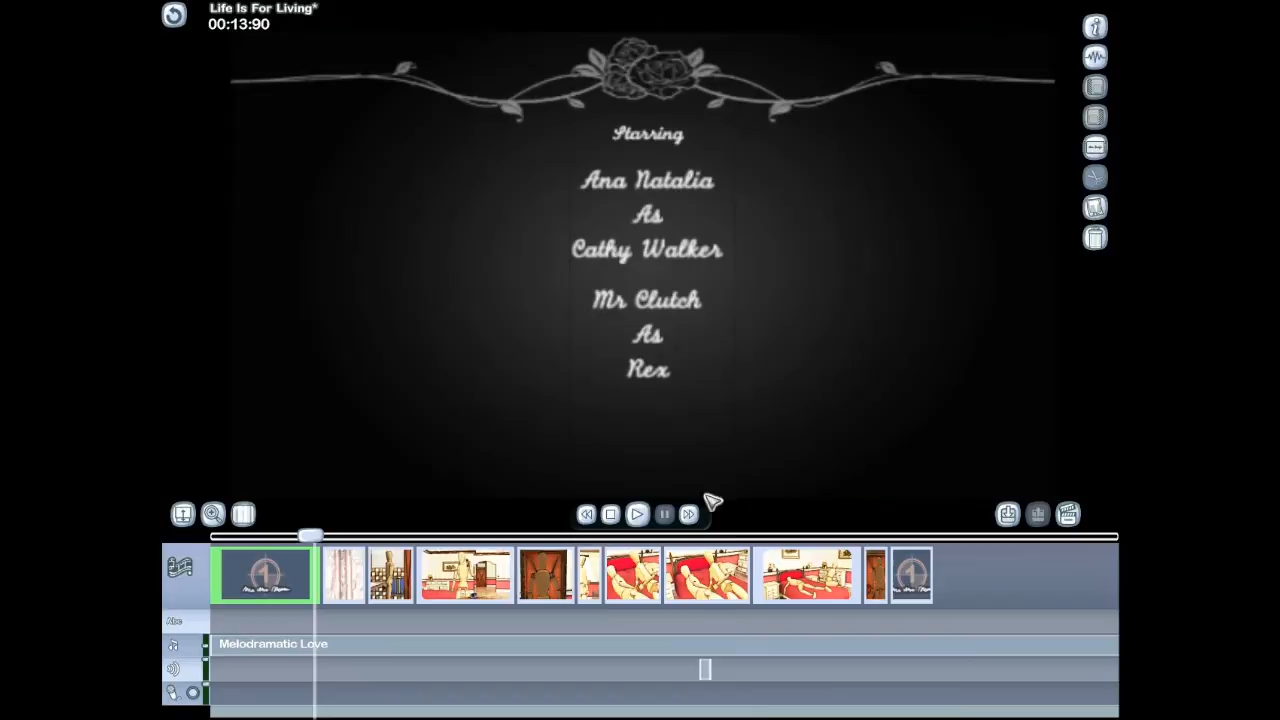 Life Is For Living*
00:13:90
Starring
Ana Natalia
As
Cathy Walker
Mr Clutch
As
Rex
Abc
Melodramatic Love